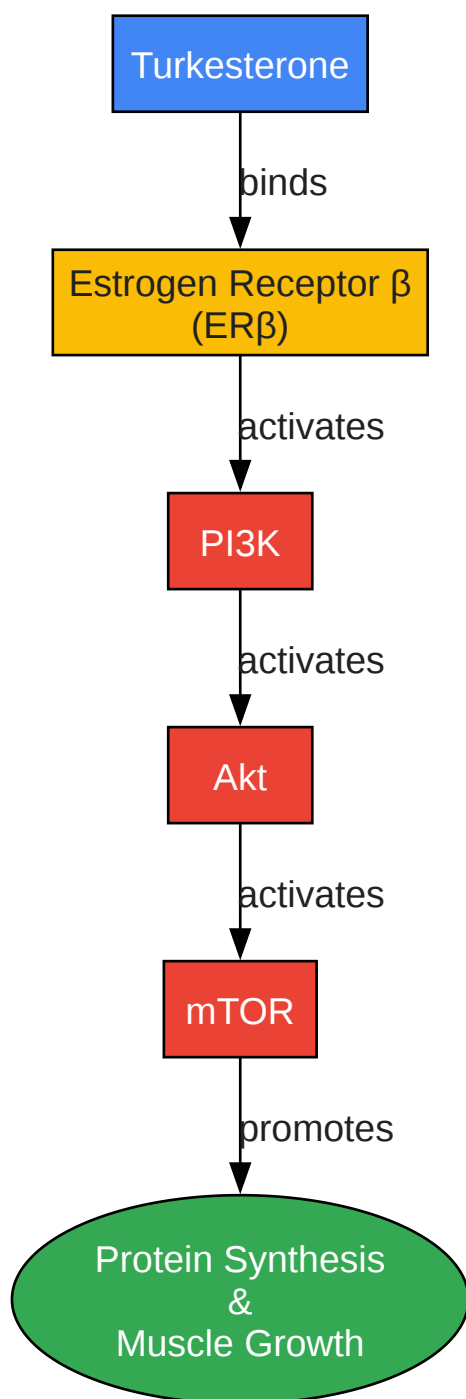 Turkesterone
binds
Estrogen Receptor β
(ERβ)
activates
PI3K
activates
Akt
activates
mTOR
promotes
Protein Synthesis
&
Muscle Growth